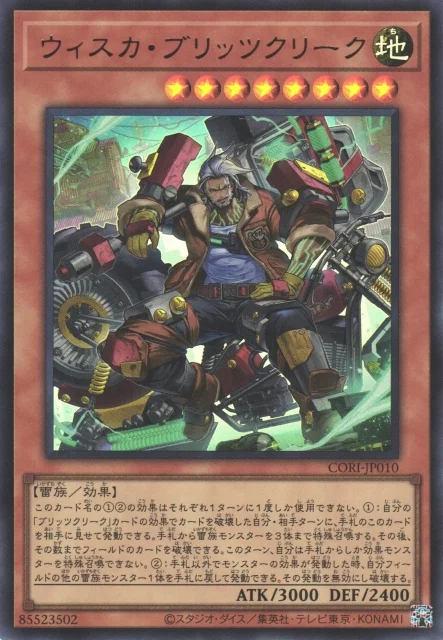 ウィスカ・ブリッツクリーク
地
CORI-JP010
【雷族／効果】
このカード名の①②の効果はそれぞれ1ターンに1度しか使用できない。①：自分の
「ブリッツクリーク」カードの効果でカードを破壊した自分・相手ターンに、手札のこのカード
を相手に見せて発動できる。手札から雷族モンスターを3体まで特殊召喚する。その後、
その数までフィールドのカードを破壊できる。このターン、自分は手札からしか効果モンス
ターを特殊召喚できない。②：手札以外でモンスターの効果が発動した時、自分フィー
ルドの他の雷族モンスター1体を手札に戻して発動できる。その発動を無効にし破壊する。
ATK/3000 DEF/2400
85523502
©スタジオ・ダイス／集英社・テレビ東京・KONAMI